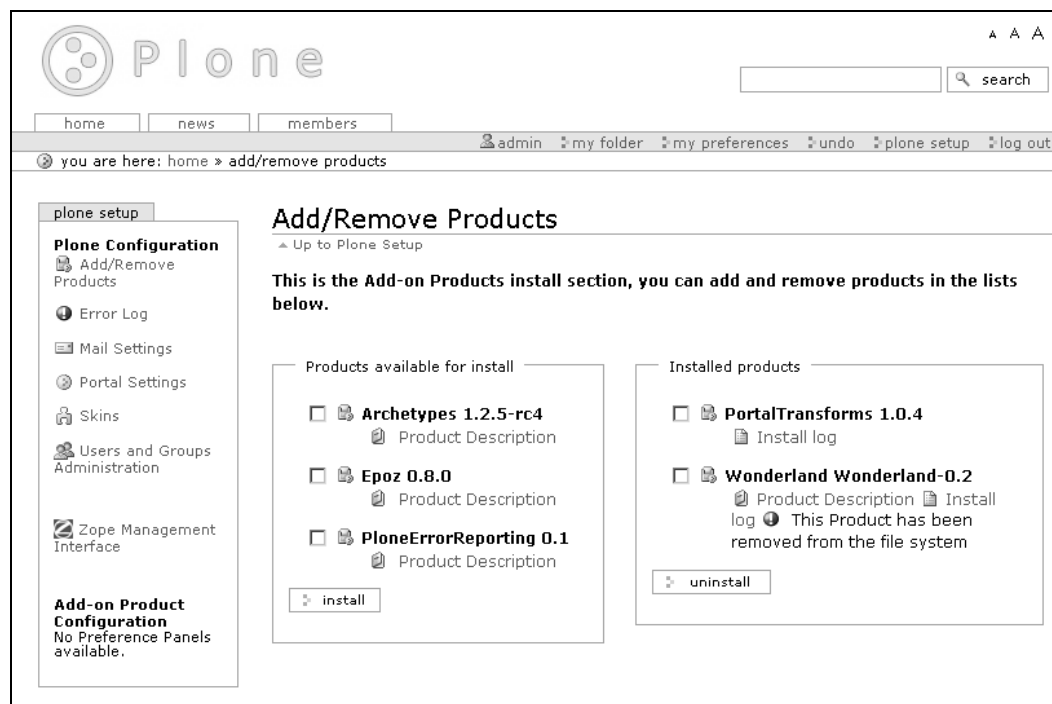 A A A
Plone
search
home news members
admin my folder my preferences undo plone setup log out
you are here: home » add/remove products
plone setup
Plone Configuration
Add/Remove
Products
Error Log
Mail Settings
Portal Settings
Skins
Users and Groups
Administration
Zope Management
Interface
Add-on Product
Configuration
No Preference Panels
available.
Add/Remove Products
Up to Plone Setup
This is the Add-on Products install section, you can add and remove products in the lists
below.
Products available for install
Archetypes 1.2.5-rc4
Product Description
Epoz 0.8.0
Product Description
PloneErrorReporting 0.1
Product Description
install
Installed products
PortalTransforms 1.0.4
Install log
Wonderland Wonderland-0.2
Product Description Install
log This Product has been
removed from the file system
uninstall